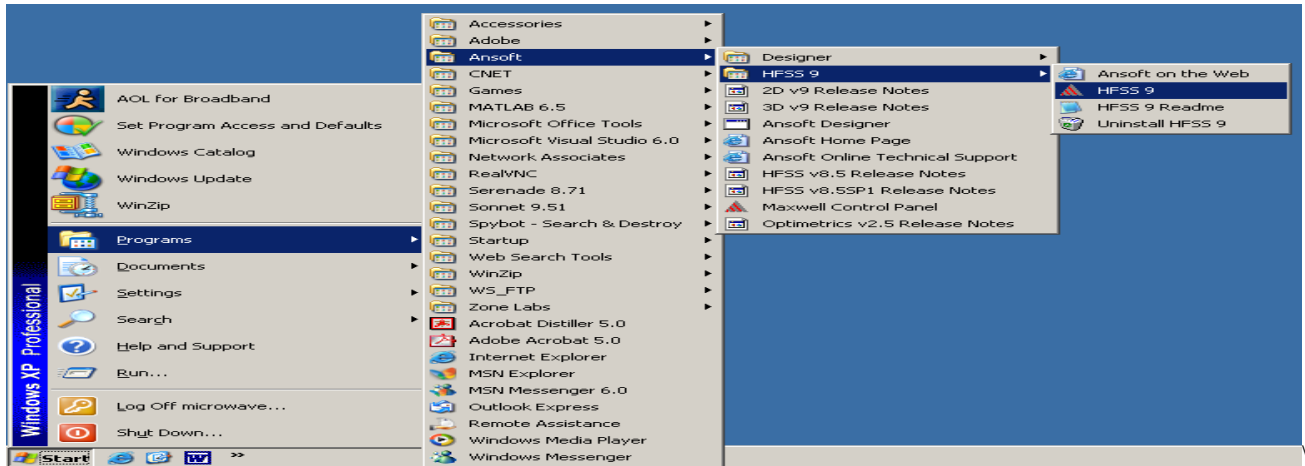 AOL for Broadband
Set Program Access and Defaults
Windows Catalog
Windows Update
WinZip
Programs
Documents
Settings
Search
Help and Support
Run...
Log Off microwave...
Shut Down...
Windows XP Professional
Start
»
Accessories
Adobe
Ansoft
CNET
Games
MATLAB 6.5
Microsoft Office Tools
Microsoft Visual Studio 6.0
Network Associates
RealVNC
Serenade 8.71
Sonnet 9.51
Spybot - Search & Destroy
Startup
Web Search Tools
WinZip
WS_FTP
Zone Labs
Acrobat Distiller 5.0
Adobe Acrobat 5.0
Internet Explorer
MSN Explorer
MSN Messenger 6.0
Outlook Express
Remote Assistance
Windows Media Player
Windows Messenger
Designer
HFSS 9
2D v9 Release Notes
3D v9 Release Notes
Ansoft Designer
Ansoft Home Page
Ansoft Online Technical Support
HFSS v8.5 Release Notes
HFSS v8.5SP1 Release Notes
Maxwell Control Panel
Optimetrics v2.5 Release Notes
Ansoft on the Web
HFSS 9
HFSS 9 Readme
Uninstall HFSS 9